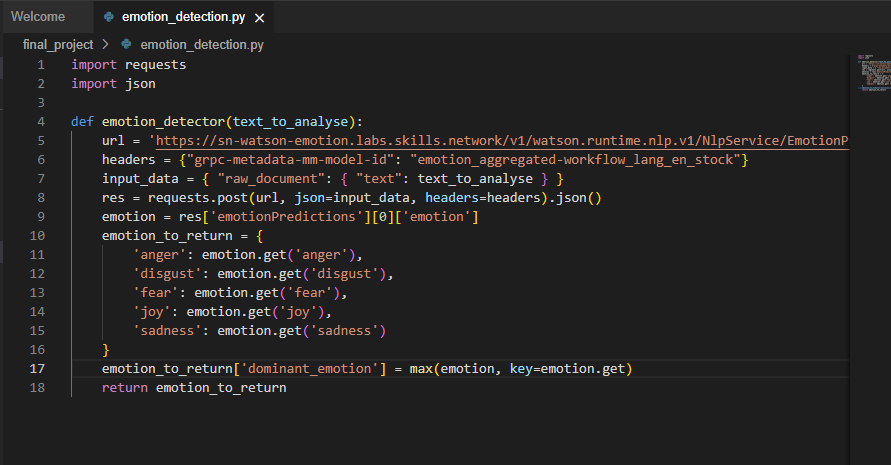 Welcome
emotion_detection.py ×
final_project > emotion_detection.py
1 import requests
2 import json
3
4 def emotion_detector(text_to_analyse):
5     url = 'https://sn-watson-emotion.labs.skills.network/v1/watson.runtime.nlp.v1/NlpService/EmotionP
6     headers = {"grpc-metadata-mm-model-id": "emotion_aggregated-workflow_lang_en_stock"}
7     input_data = { "raw_document": { "text": text_to_analyse } }
8     res = requests.post(url, json=input_data, headers=headers).json()
9     emotion = res['emotionPredictions'][0]['emotion']
10     emotion_to_return = {
11         'anger': emotion.get('anger'),
12         'disgust': emotion.get('disgust'),
13         'fear': emotion.get('fear'),
14         'joy': emotion.get('joy'),
15         'sadness': emotion.get('sadness')
16     }
17     emotion_to_return['dominant_emotion'] = max(emotion, key=emotion.get)
18     return emotion_to_return